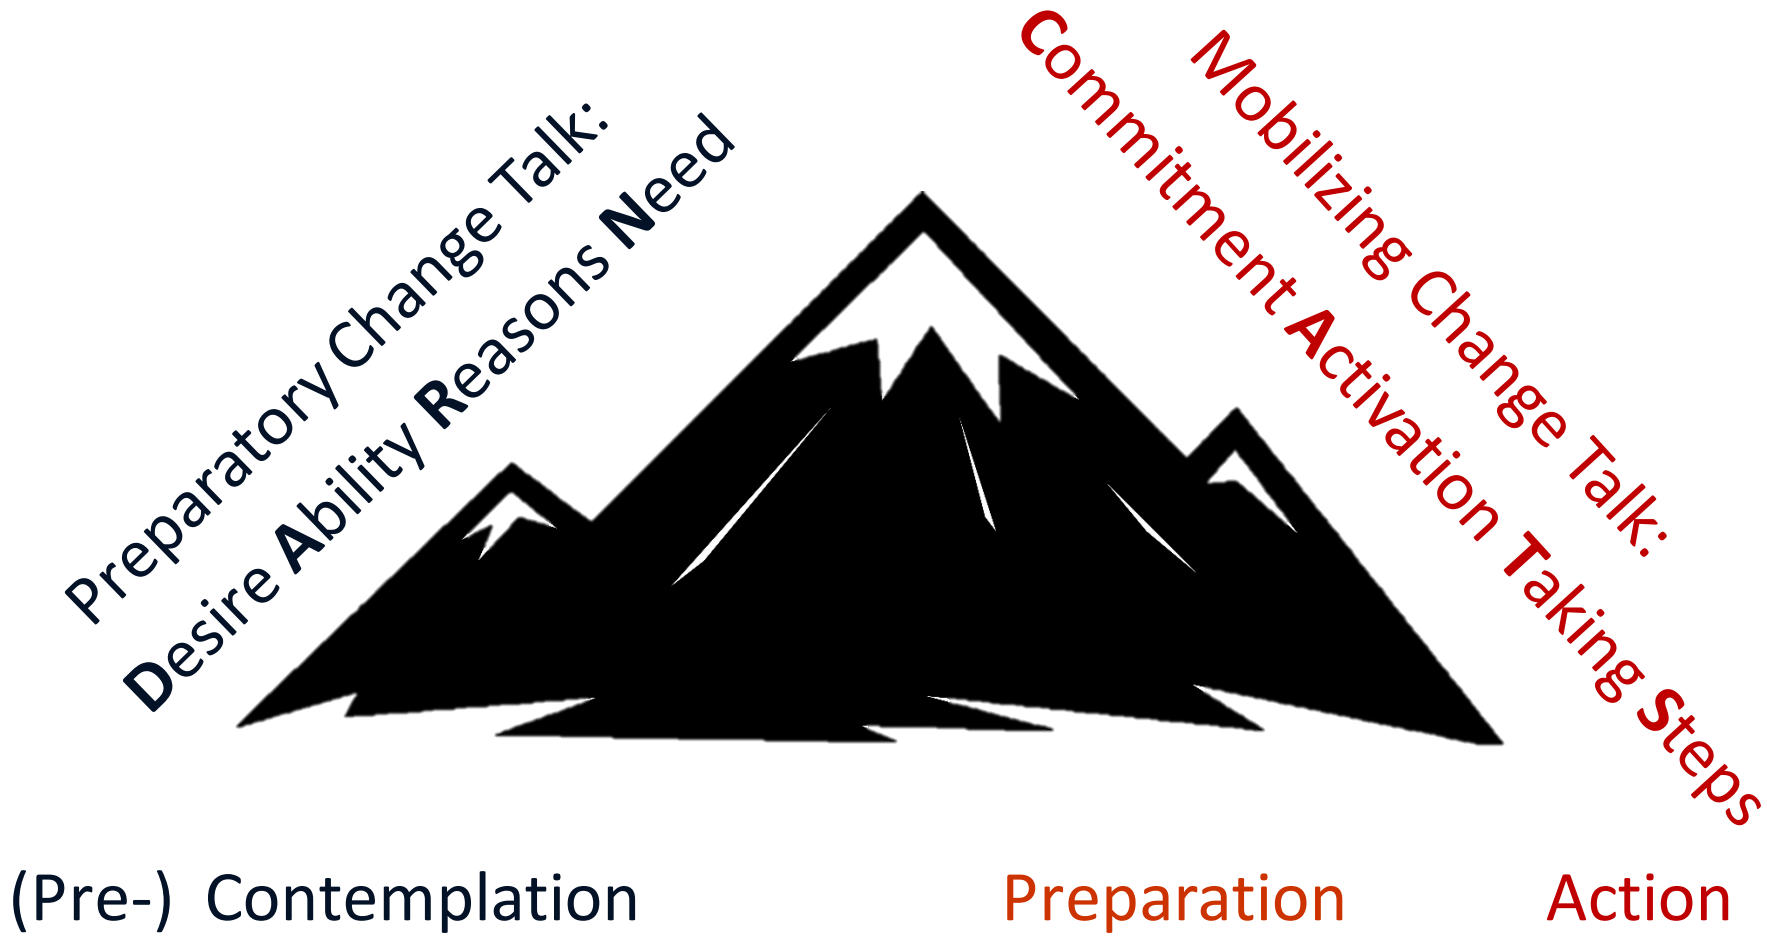 Preparatory Change Talk:
Desire Ability Reasons Need
Mobilizing Change Talk:
Commitment Activation Taking Steps
(Pre-) Contemplation
Preparation
Action